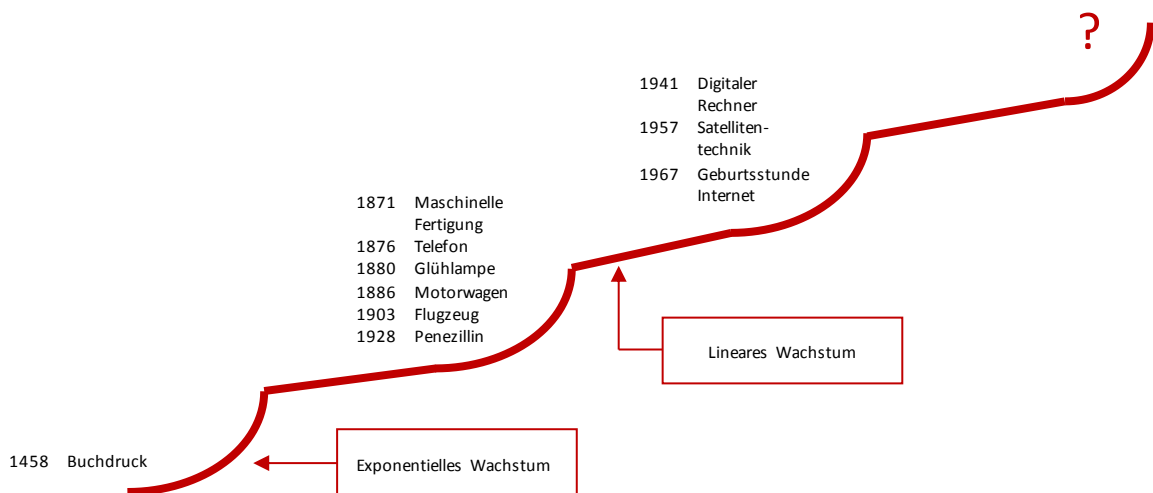 ?
1941 Digitaler
Rechner
1957 Satelliten-
technik
1967 Geburtsstunde
Internet
1871 Maschinelle
Fertigung
1876 Telefon
1880 Glühlampe
1886 Motorwagen
1903 Flugzeug
1928 Penezillin
Lineares Wachstum
1458 Buchdruck
Exponentielles Wachstum